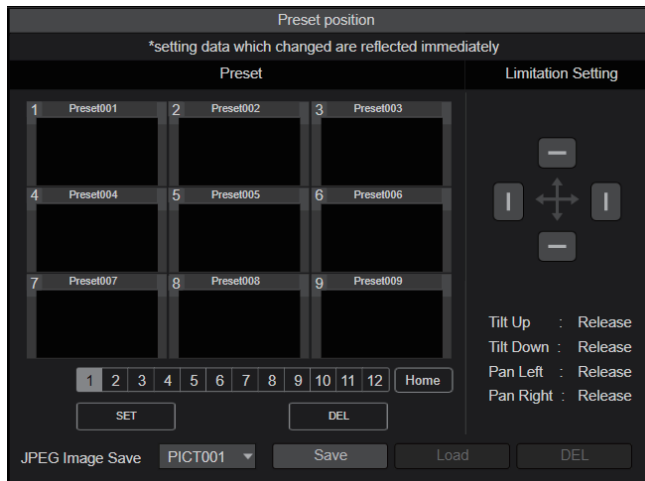 Preset position
*setting data which changed are reflected immediately
Preset
Limitation Setting
1 Preset001
2 Preset002
3 Preset003
4 Preset004
5 Preset005
6 Preset006
7 Preset007
8 Preset008
9 Preset009
Tilt Up : Release
Tilt Down : Release
Pan Left : Release
Pan Right : Release
1 2 3 4 5 6 7 8 9 10 11 12 Home
SET DEL
JPEG Image Save PICT001 Save Load DEL